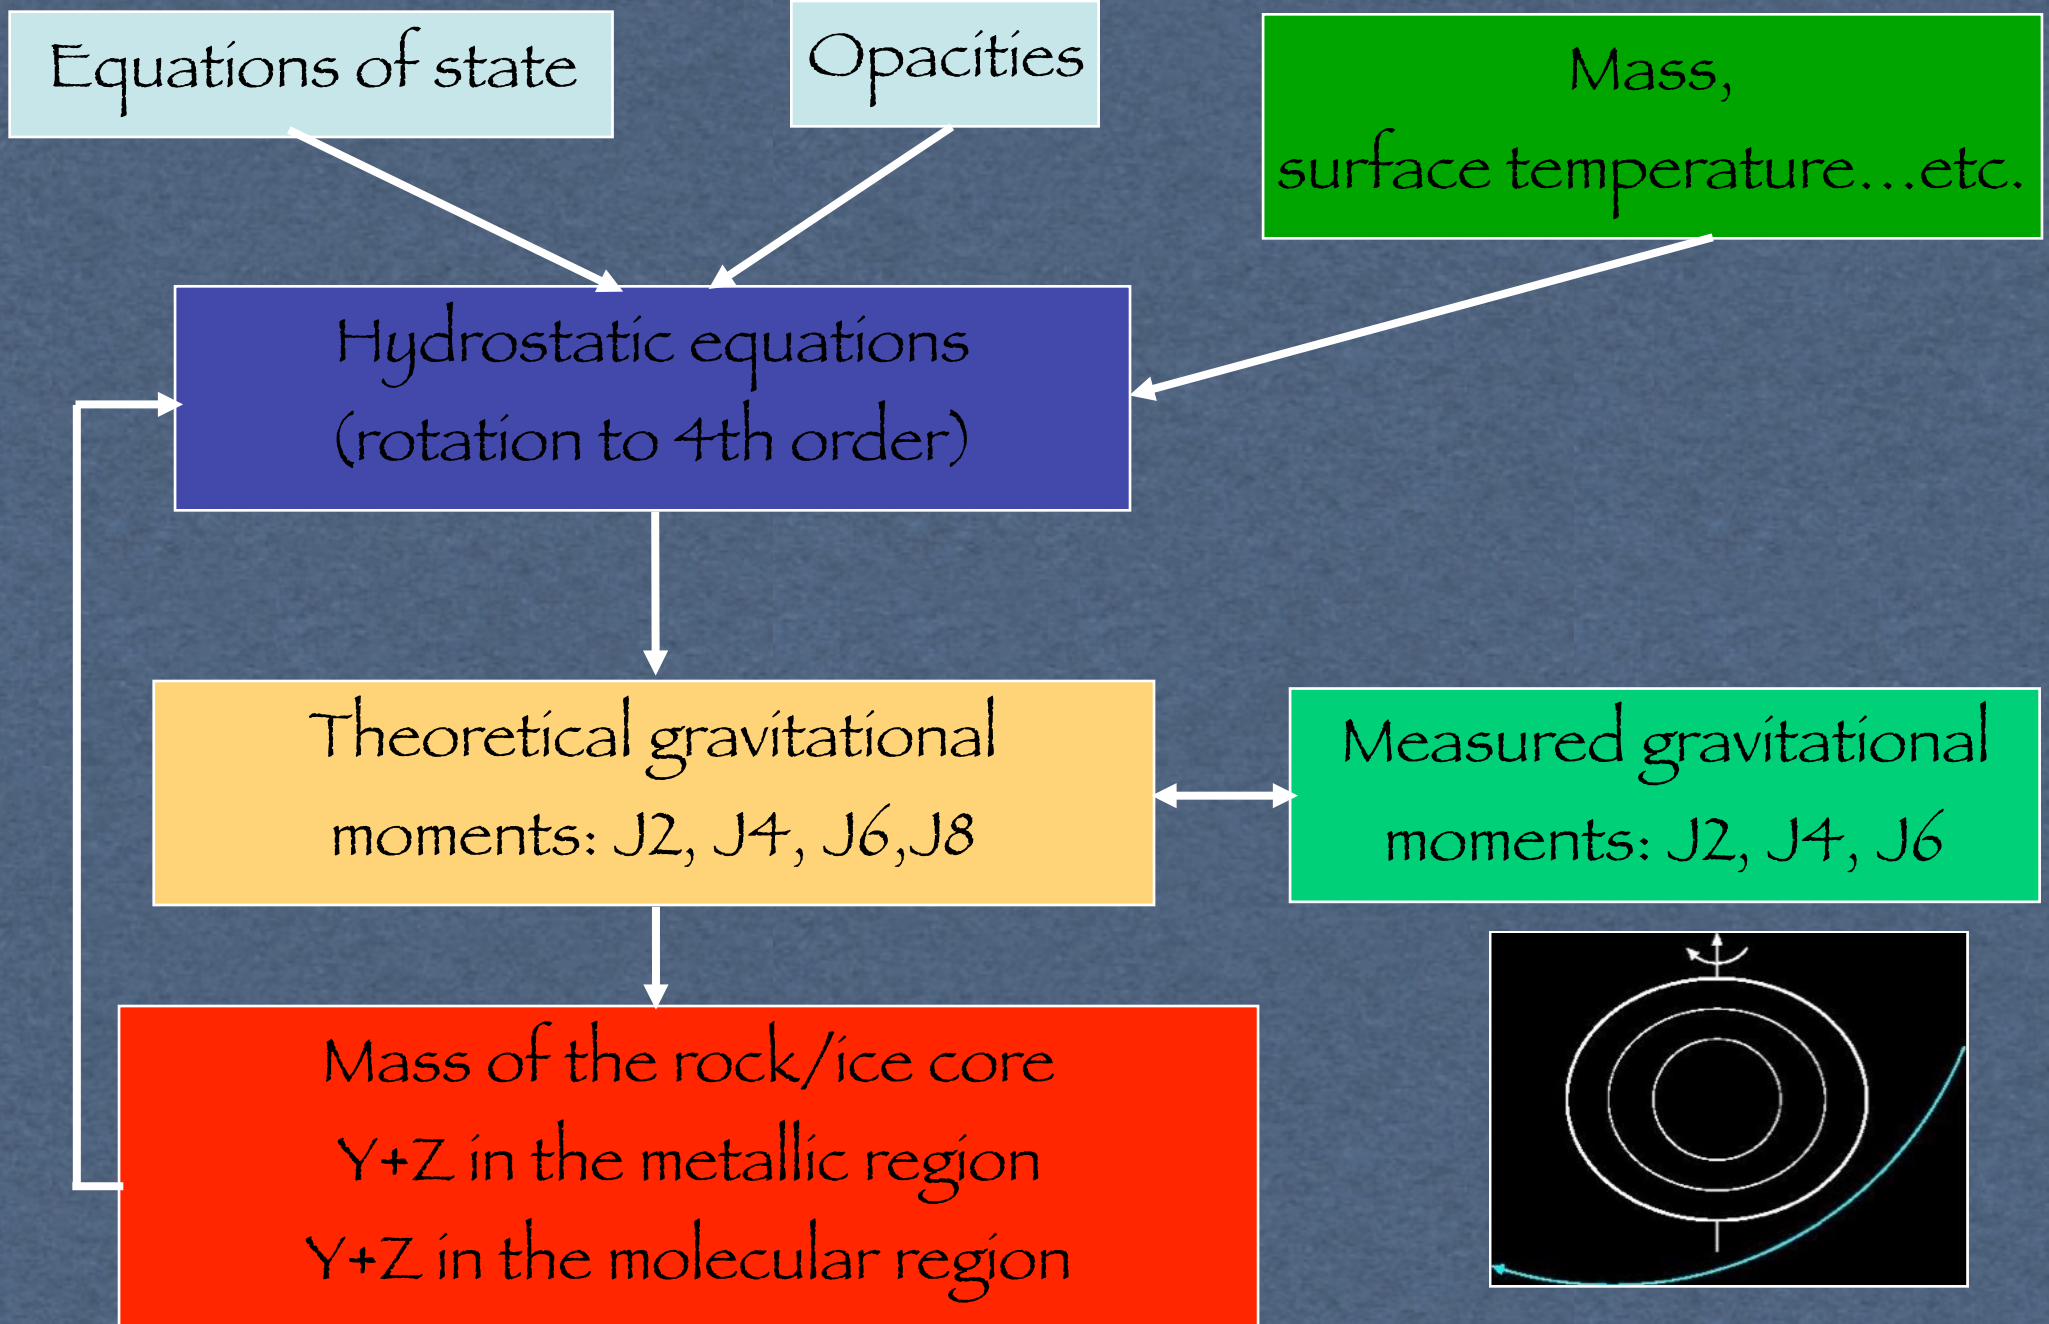 Equations of state
Opacities
Mass,
surface temperature...etc.
Hydrostatic equations
(rotation to 4th order)
Theoretical gravitational
moments: J2, J4, J6,J8
Measured gravitational
moments: J2, J4, J6
Mass of the rock/ice core
Y+Z in the metallic region
Y+Z in the molecular region